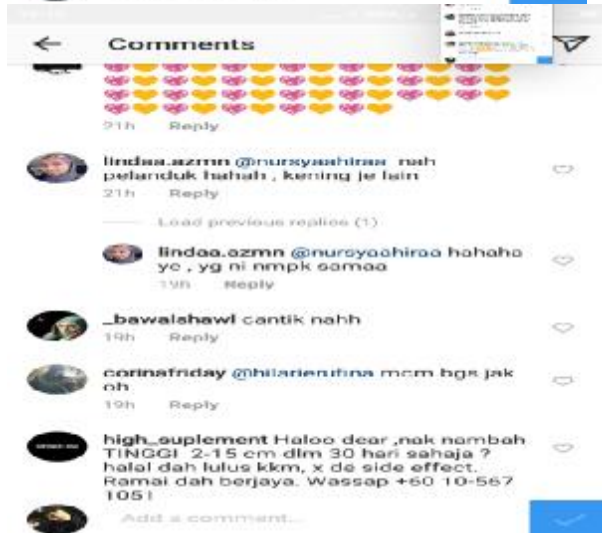 Comments
21h Reply
lindaa.azmn @nursyaahiraa nah
pelanduk hahah , kening je lain
21h Reply
Load previous replies (1)
lindaa.azmn @nursyaahiraa hahaha
ye , yg ni nmpk samaa
19h Reply
_bawalshawl cantik nahh
19h Reply
corinafriday @hilarierufina mcm bgs jak
oh
19h Reply
high_suplement Haloo dear ,nak nambah
TINGGI 2-15 cm dlm 30 hari sahaja ?
halal dah lulus kkm, x de side effect.
Ramai dah berjaya. Wassap +60 10-567
1051
Add a comment...